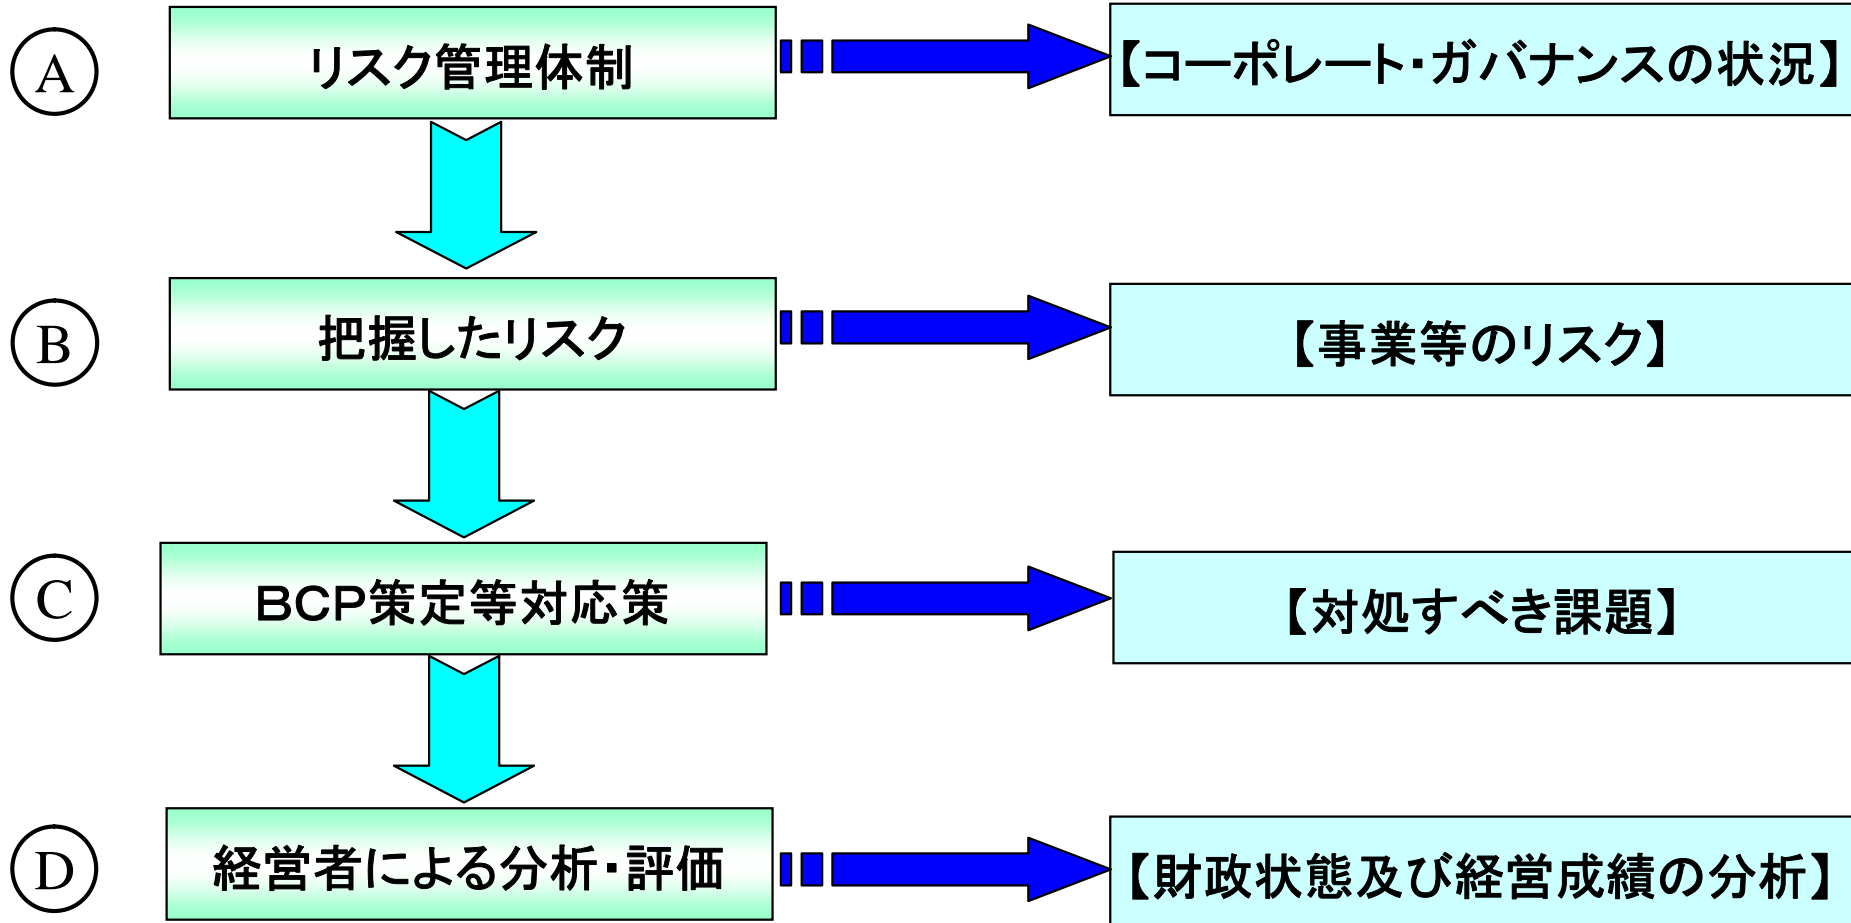 A
リスク管理体制
【コーポレート・ガバナンスの状況】
B
把握したリスク
【事業等のリスク】
C
BCP策定等対応策
【対処すべき課題】
D
経営者による分析・評価
【財政状態及び経営成績の分析】